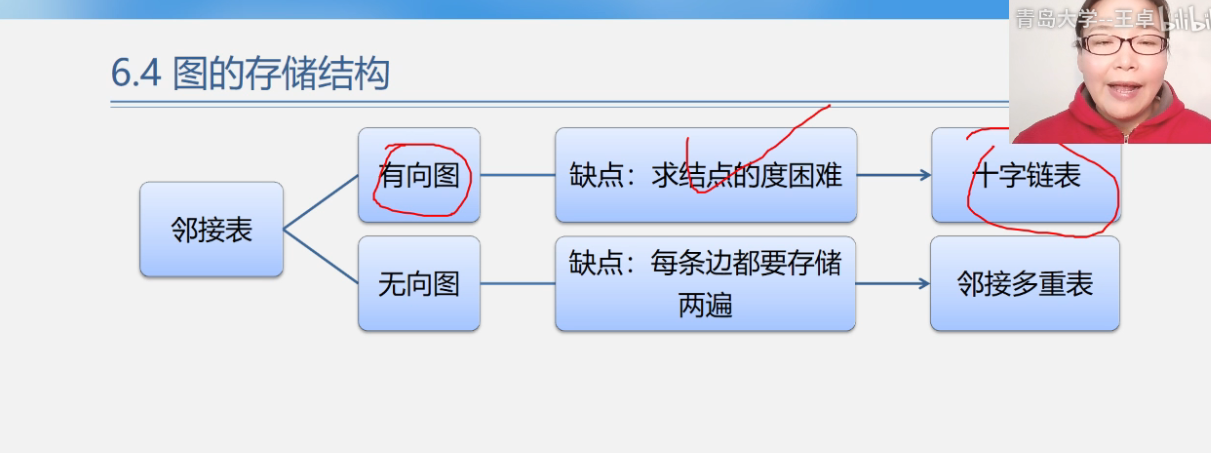 青岛大学--王卓 bilibili
6.4 图的存储结构
邻接表
有向图
缺点：求结点的度困难
十字链表
无向图
缺点：每条边都要存储
两遍
邻接多重表